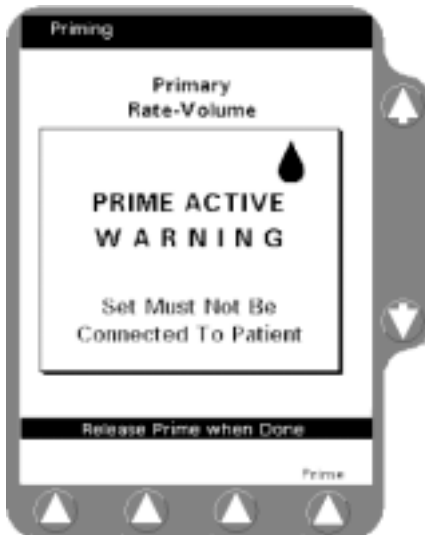 Priming
Primary
Rate-Volume
PRIME ACTIVE
WARNING
Set Must Not Be
Connected To Patient
Release Prime when Done
Prime